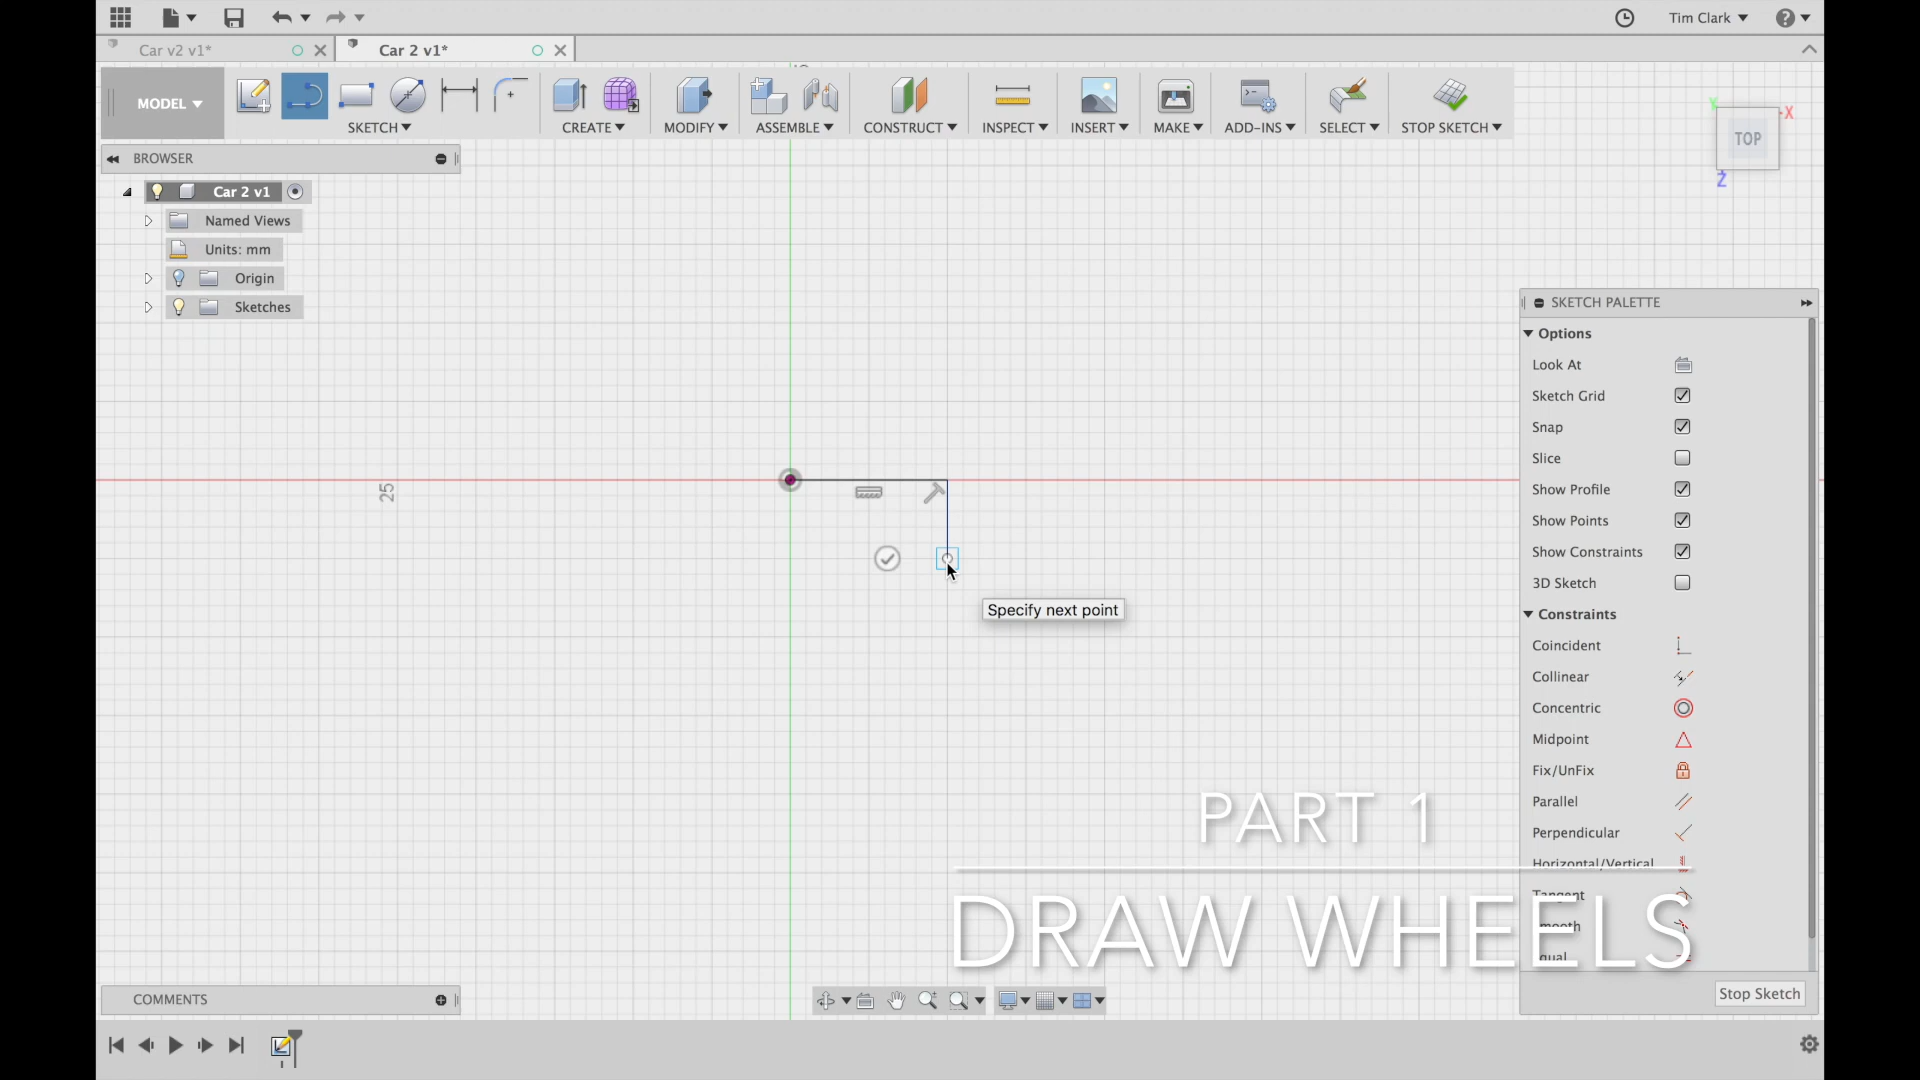 Tim Clark
Car v2 v1*
Car 2 v1*
MODEL
SKETCH
CREATE
MODIFY
ASSEMBLE
CONSTRUCT
INSPECT
INSERT
MAKE
ADD-INS
SELECT
STOP SKETCH
Y
X
TOP
Z
BROWSER
Car 2 v1
Named Views
Units: mm
Origin
Sketches
25
Specify next point
SKETCH PALETTE
Options
Look At
Sketch Grid
Snap
Slice
Show Profile
Show Points
Show Constraints
3D Sketch
Constraints
Coincident
Collinear
Concentric
Midpoint
Fix/UnFix
Parallel
Perpendicular
Horizontal/Vertical
Tangent
PART 1
DRAW WHEELS
Stop Sketch
COMMENTS